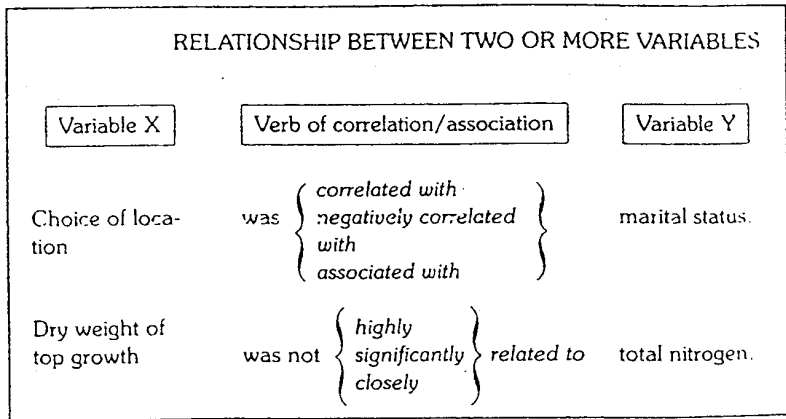 RELATIONSHIP BETWEEN TWO OR MORE VARIABLES
Variable X
Verb of correlation/association
Variable Y
Choice of loca-
tion
was
correlated with
negatively correlated
with
associated with
marital status.
Dry weight of
top growth
was not
highly
significantly
closely
related to
total nitrogen.